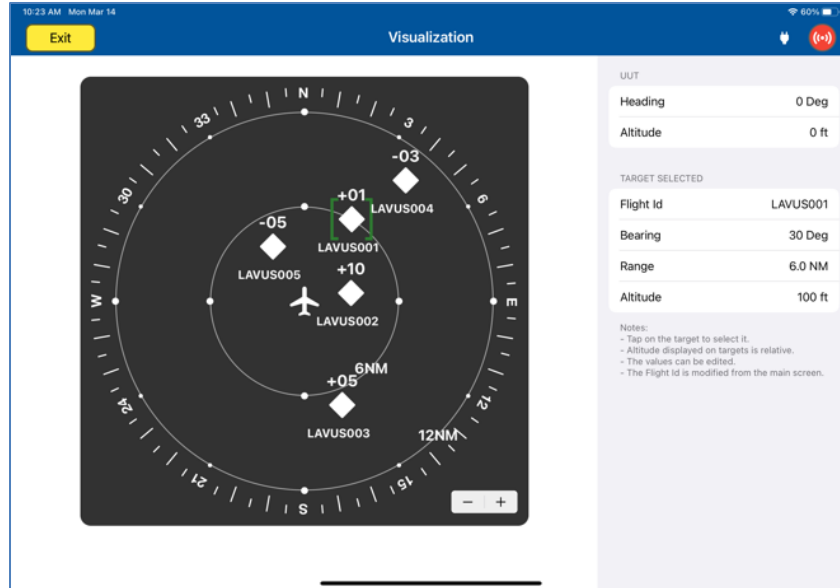 10:23 AM Mon Mar 14
60%
Exit
Visualization
N
33
3
30
6
W
E
24
12
21
15
S
-03
LAVUS004
+01
LAVUS001
-05
LAVUS005
+10
LAVUS002
6NM
+05
LAVUS003
12NM
− +
UUT
Heading 0 Deg
Altitude 0 ft
TARGET SELECTED
Flight Id LAVUS001
Bearing 30 Deg
Range 6.0 NM
Altitude 100 ft
Notes:
- Tap on the target to select it.
- Altitude displayed on targets is relative.
- The values can be edited.
- The Flight Id is modified from the main screen.